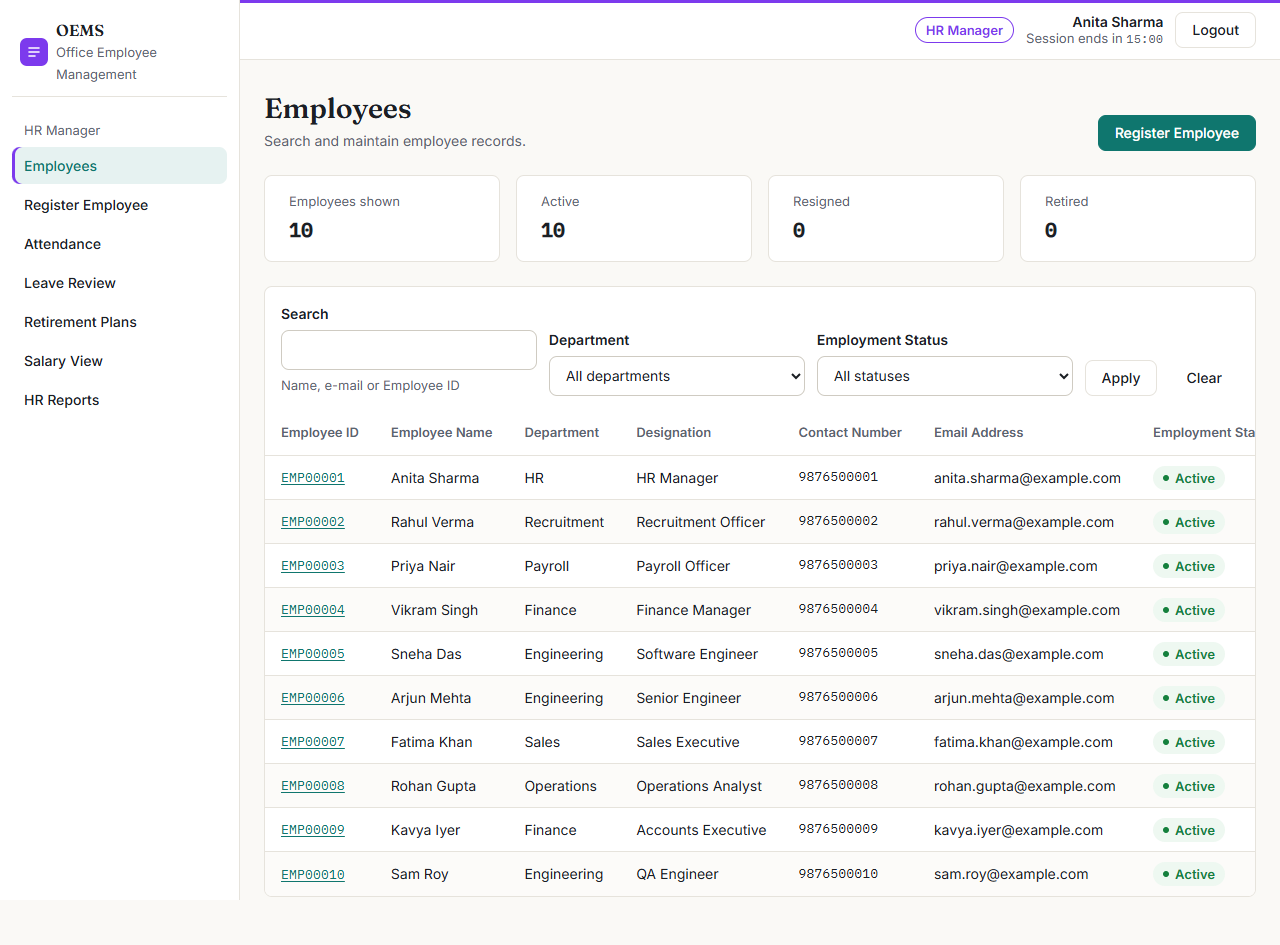 OEMS
Office Employee
Management
HR Manager
Employees
Register Employee
Attendance
Leave Review
Retirement Plans
Salary View
HR Reports
HR Manager
Anita Sharma
Session ends in 15:00
Logout
Employees
Search and maintain employee records.
Register Employee
Employees shown
10
Active
10
Resigned
0
Retired
0
Search
Name, e-mail or Employee ID
Department
All departments
Employment Status
All statuses
Apply
Clear
Employee ID Employee Name Department Designation Contact Number Email Address Employment Sta
EMP00001 Anita Sharma HR HR Manager 9876500001 anita.sharma@example.com Active
EMP00002 Rahul Verma Recruitment Recruitment Officer 9876500002 rahul.verma@example.com Active
EMP00003 Priya Nair Payroll Payroll Officer 9876500003 priya.nair@example.com Active
EMP00004 Vikram Singh Finance Finance Manager 9876500004 vikram.singh@example.com Active
EMP00005 Sneha Das Engineering Software Engineer 9876500005 sneha.das@example.com Active
EMP00006 Arjun Mehta Engineering Senior Engineer 9876500006 arjun.mehta@example.com Active
EMP00007 Fatima Khan Sales Sales Executive 9876500007 fatima.khan@example.com Active
EMP00008 Rohan Gupta Operations Operations Analyst 9876500008 rohan.gupta@example.com Active
EMP00009 Kavya Iyer Finance Accounts Executive 9876500009 kavya.iyer@example.com Active
EMP00010 Sam Roy Engineering QA Engineer 9876500010 sam.roy@example.com Active